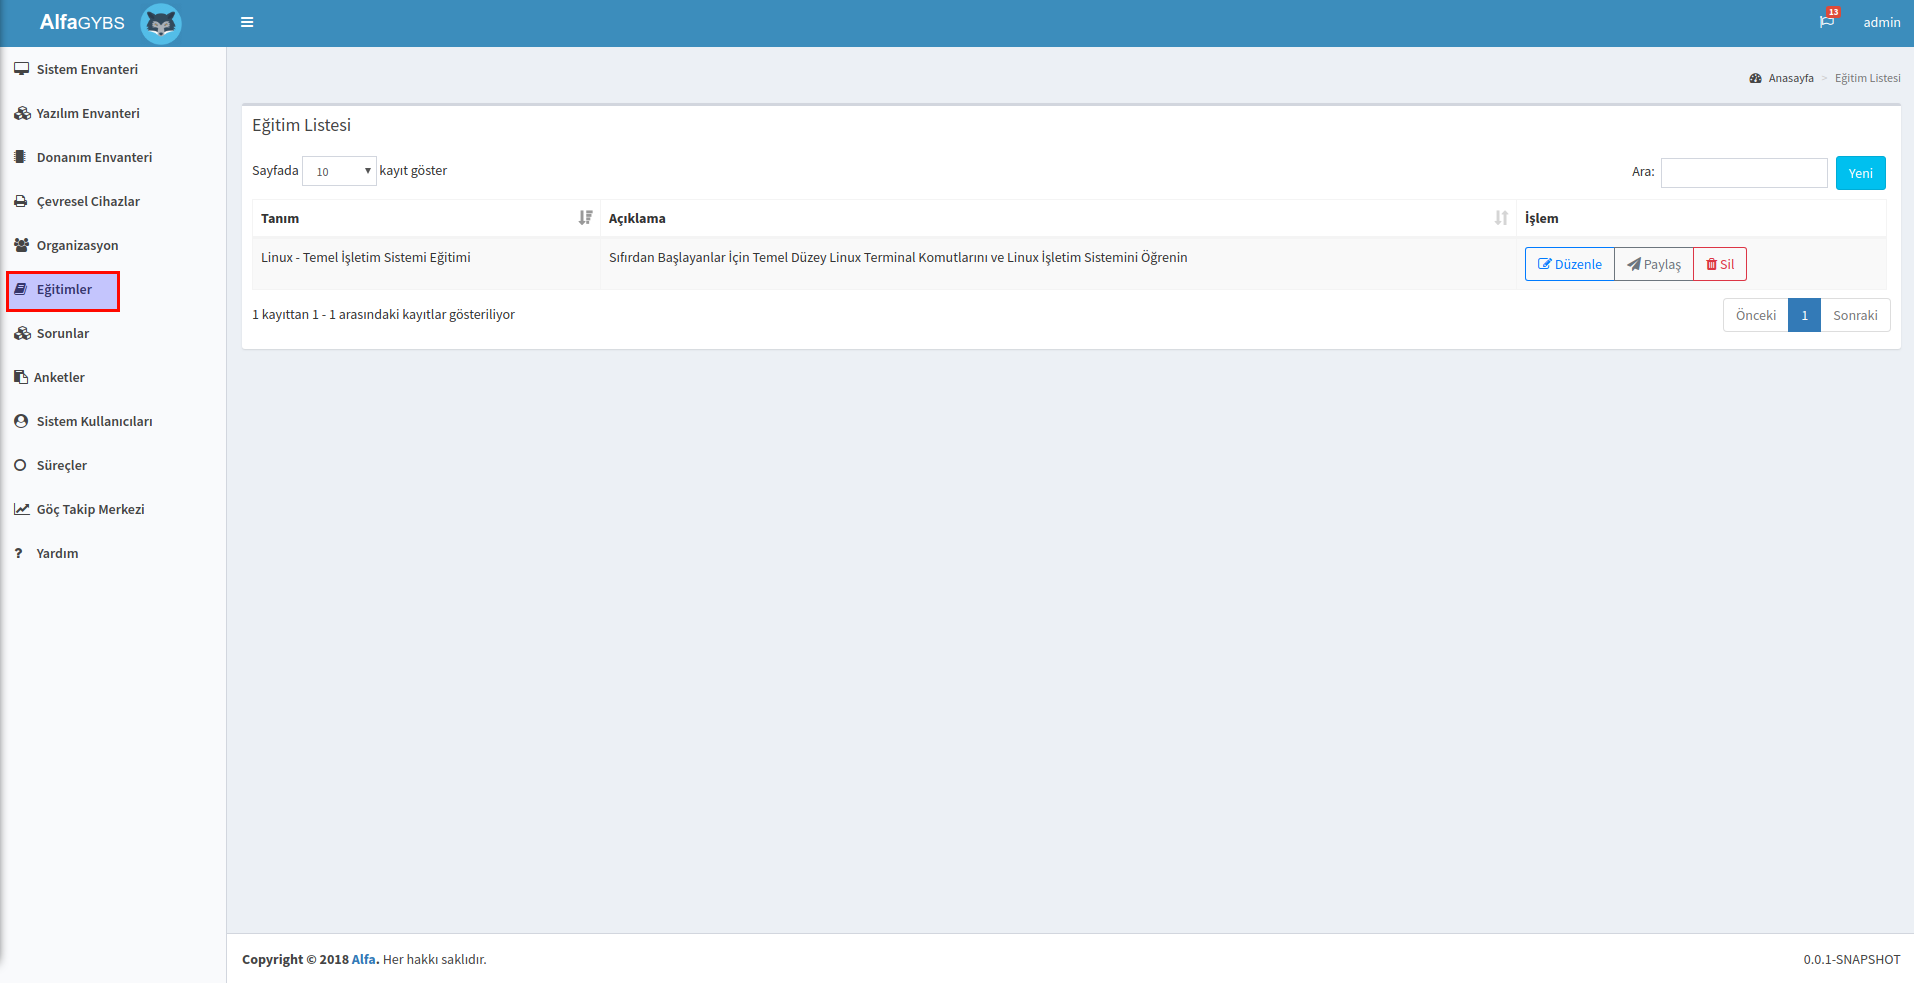 AlfaGYBS
13
admin
Sistem Envanteri
Yazılım Envanteri
Donanım Envanteri
Çevresel Cihazlar
Organizasyon
Eğitimler
Sorunlar
Anketler
Sistem Kullanıcıları
Süreçler
Göç Takip Merkezi
? Yardım
Anasayfa > Eğitim Listesi
Eğitim Listesi
Sayfada 10 kayıt göster
Ara: Yeni
Tanım Açıklama İşlem
Linux - Temel İşletim Sistemi Eğitimi Sıfırdan Başlayanlar İçin Temel Düzey Linux Terminal Komutlarını ve Linux İşletim Sistemini Öğrenin Düzenle Paylaş Sil
1 kayıttan 1 - 1 arasındaki kayıtlar gösteriliyor Önceki 1 Sonraki
Copyright © 2018 Alfa. Her hakkı saklıdır. 0.0.1-SNAPSHOT